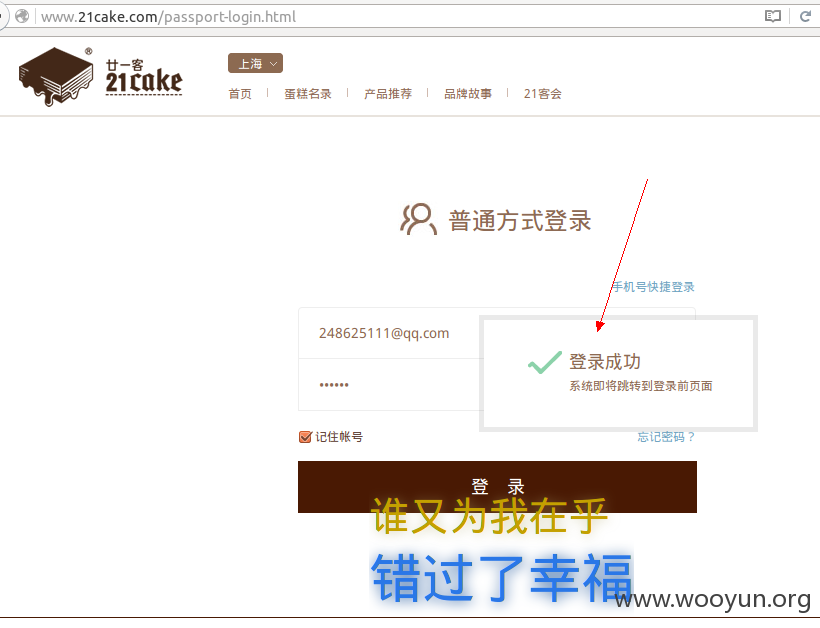 www.21cake.com/passport-login.html
廿一客
21cake
®
上海
首页 蛋糕名录 产品推荐 品牌故事 21客会
普通方式登录
手机号快捷登录
248625111@qq.com
••••••
登录成功
系统即将跳转到登录前页面
记住帐号
忘记密码？
登 录
谁又为我在乎
错过了幸福
www.wooyun.org